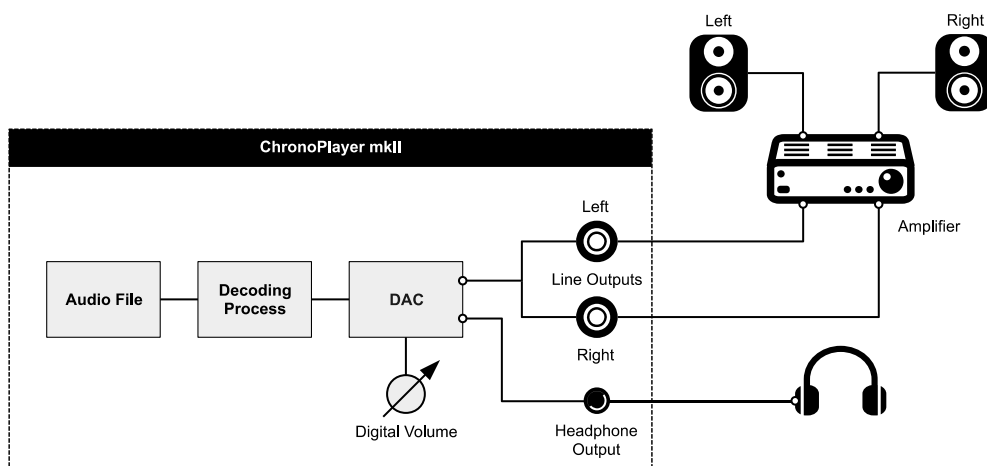 Left
Right
ChronoPlayer mkII
Left
Amplifier
Audio File
Decoding
Process
DAC
Line Outputs
Right
Digital Volume
Headphone
Output